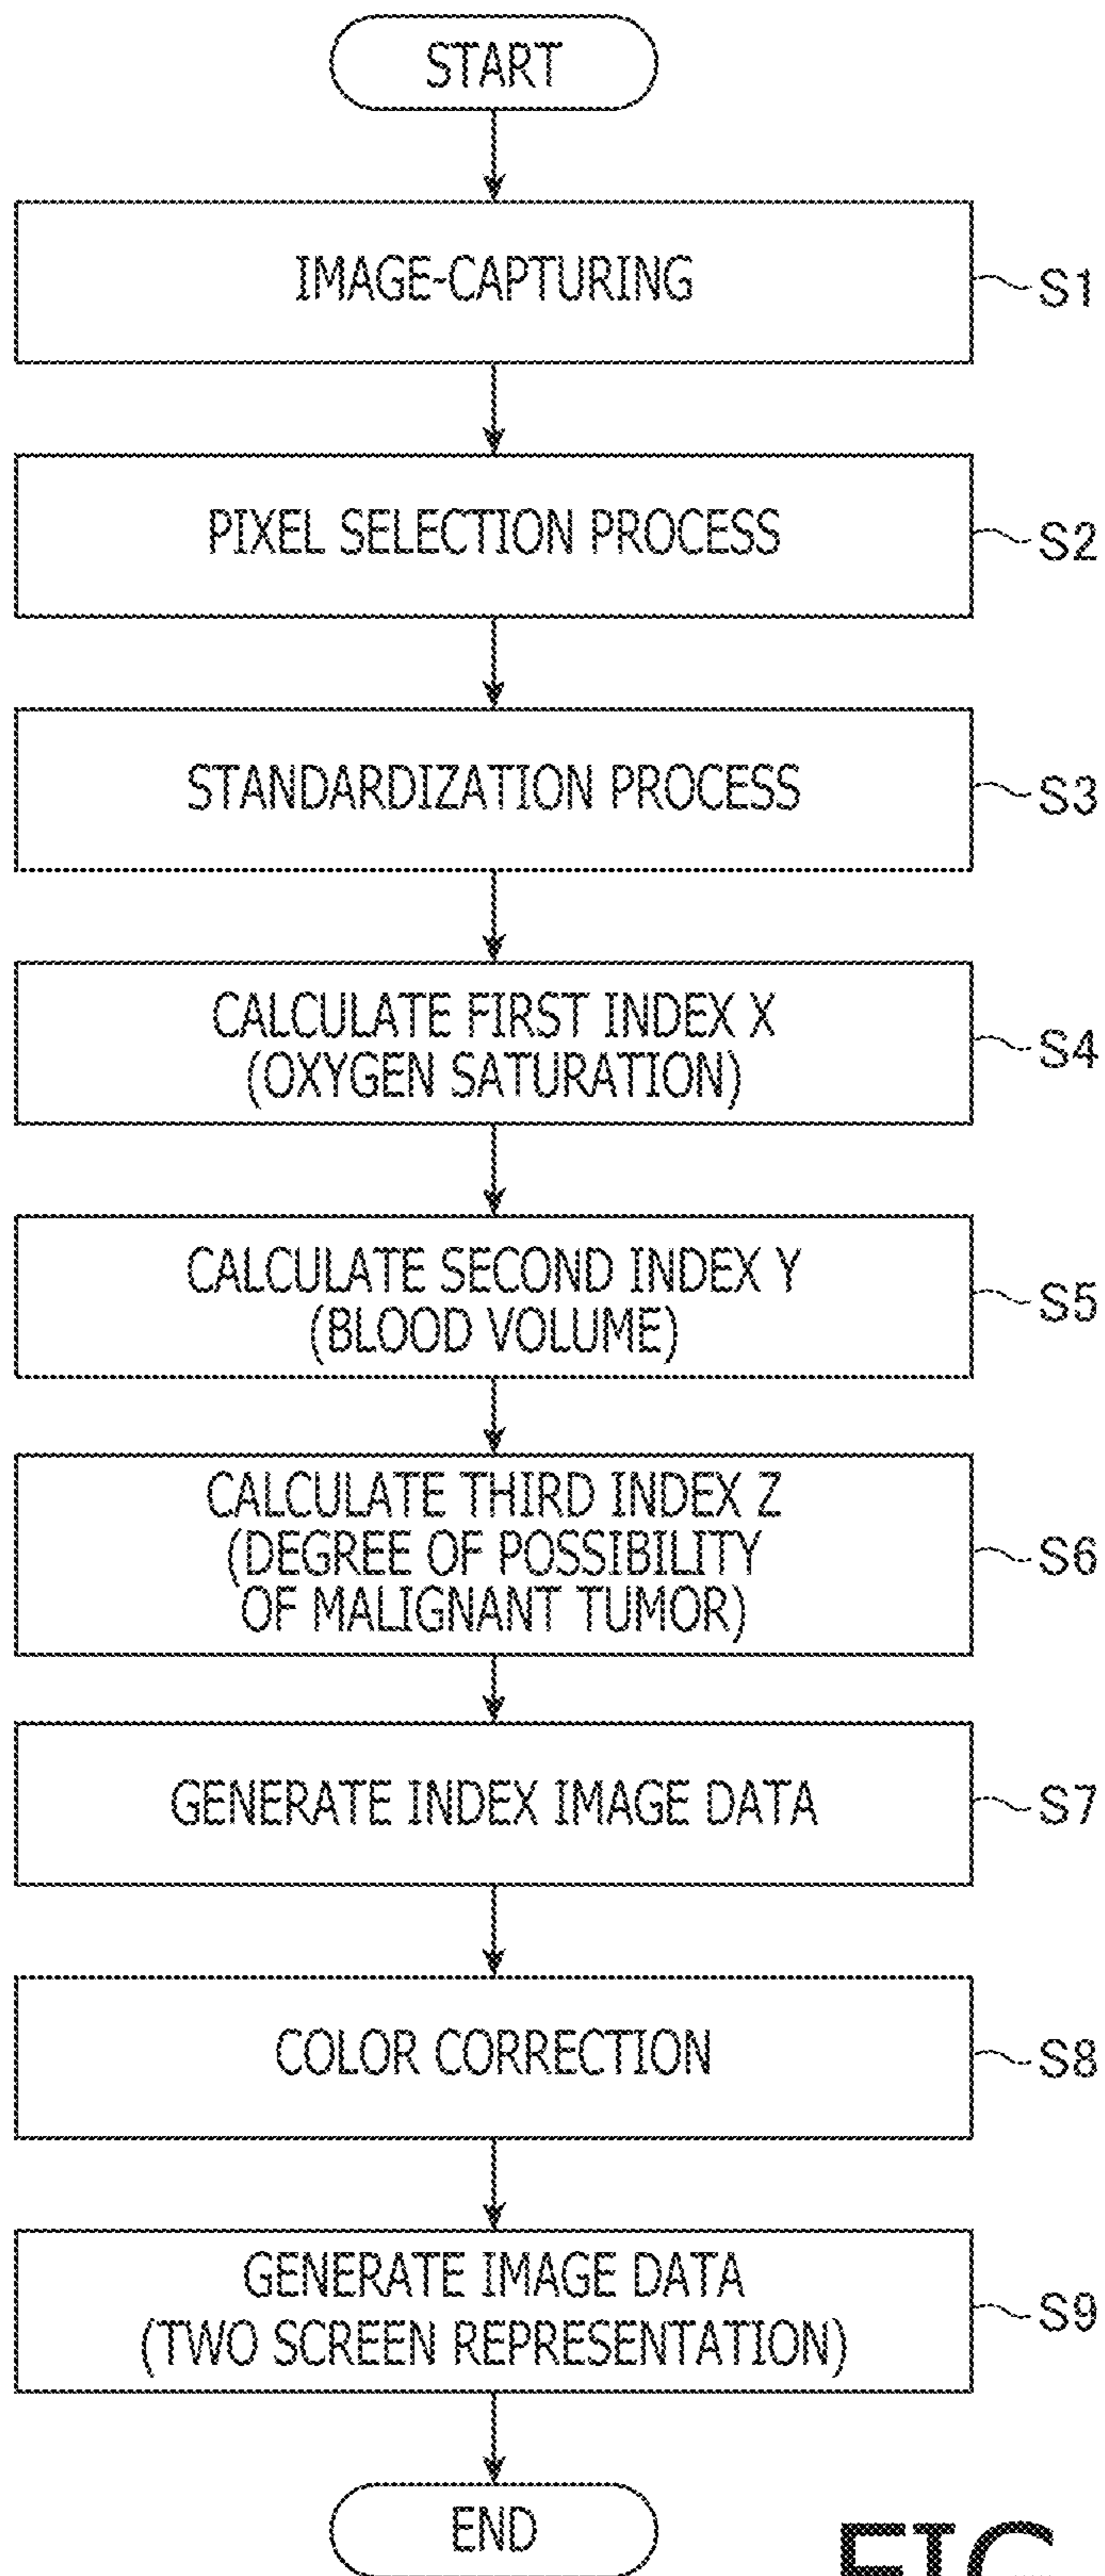 START
IMAGE-CAPTURING
S1
PIXEL SELECTION PROCESS
S2
STANDARDIZATION PROCESS
S3
CALCULATE FIRST INDEX X
(OXYGEN SATURATION)
S4
CALCULATE SECOND INDEX Y
(BLOOD VOLUME)
S5
CALCULATE THIRD INDEX Z
(DEGREE OF POSSIBILITY
OF MALIGNANT TUMOR)
S6
GENERATE INDEX IMAGE DATA
S7
COLOR CORRECTION
S8
GENERATE IMAGE DATA
(TWO SCREEN REPRESENTATION)
S9
END